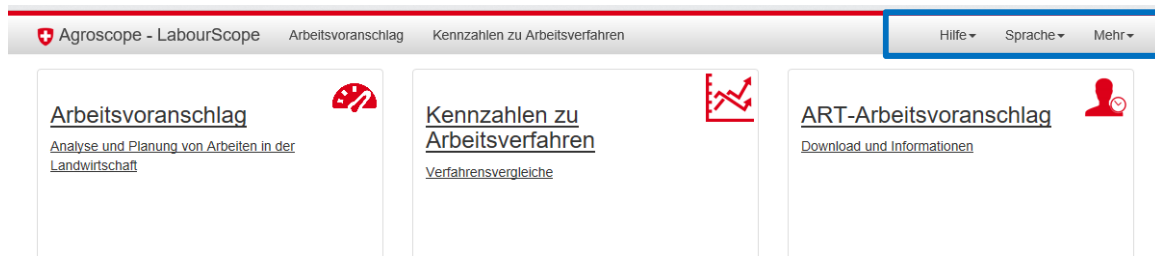 Agroscope - LabourScope Arbeitsvoranschlag Kennzahlen zu Arbeitsverfahren Hilfe Sprache Mehr
Arbeitsvoranschlag
Analyse und Planung von Arbeiten in der
Landwirtschaft
Kennzahlen zu
Arbeitsverfahren
Verfahrensvergleiche
ART-Arbeitsvoranschlag
Download und Informationen